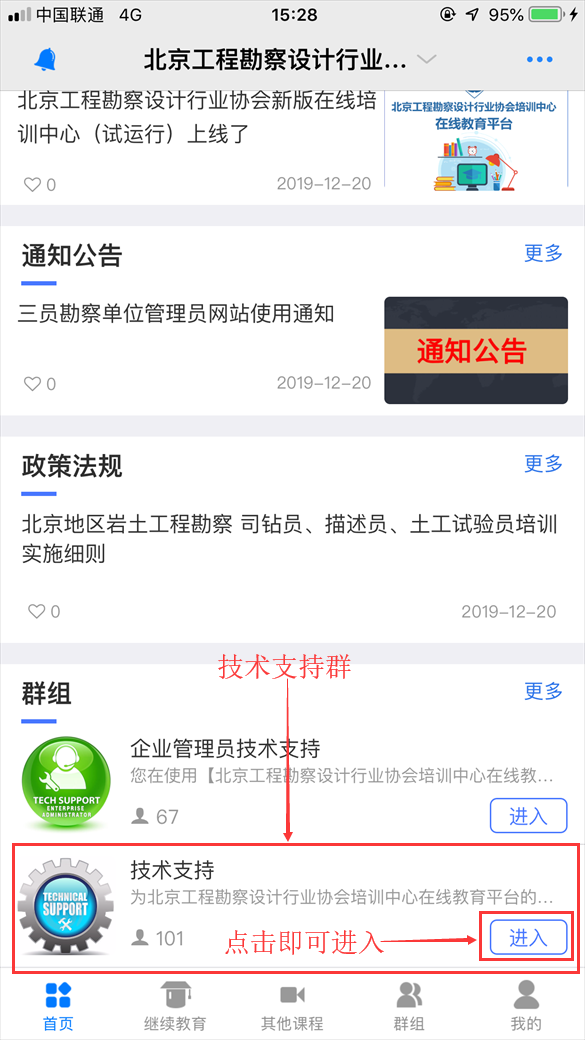 中国联通 4G 15:28 95%
北京工程勘察设计行业...
北京工程勘察设计行业协会新版在线培
训中心（试运行）上线了
0 2019-12-20
北京工程勘察设计行业协会培训中心
在线教育平台
通知公告 更多
三员勘察单位管理员网站使用通知
0 2019-12-20
通知公告
政策法规 更多
北京地区岩土工程勘察 司钻员、描述员、土工试验员培训
实施细则
0 2019-12-20
技术支持群
群组 更多
企业管理员技术支持
您在使用【北京工程勘察设计行业协会培训中心在线教...
67 进入
TECH SUPPORT
ENTERPRISE
ADMINISTRATOR
技术支持
为北京工程勘察设计行业协会培训中心在线教育平台的...
101 点击即可进入 进入
TECHNICAL
SUPPORT
首页 继续教育 其他课程 群组 我的